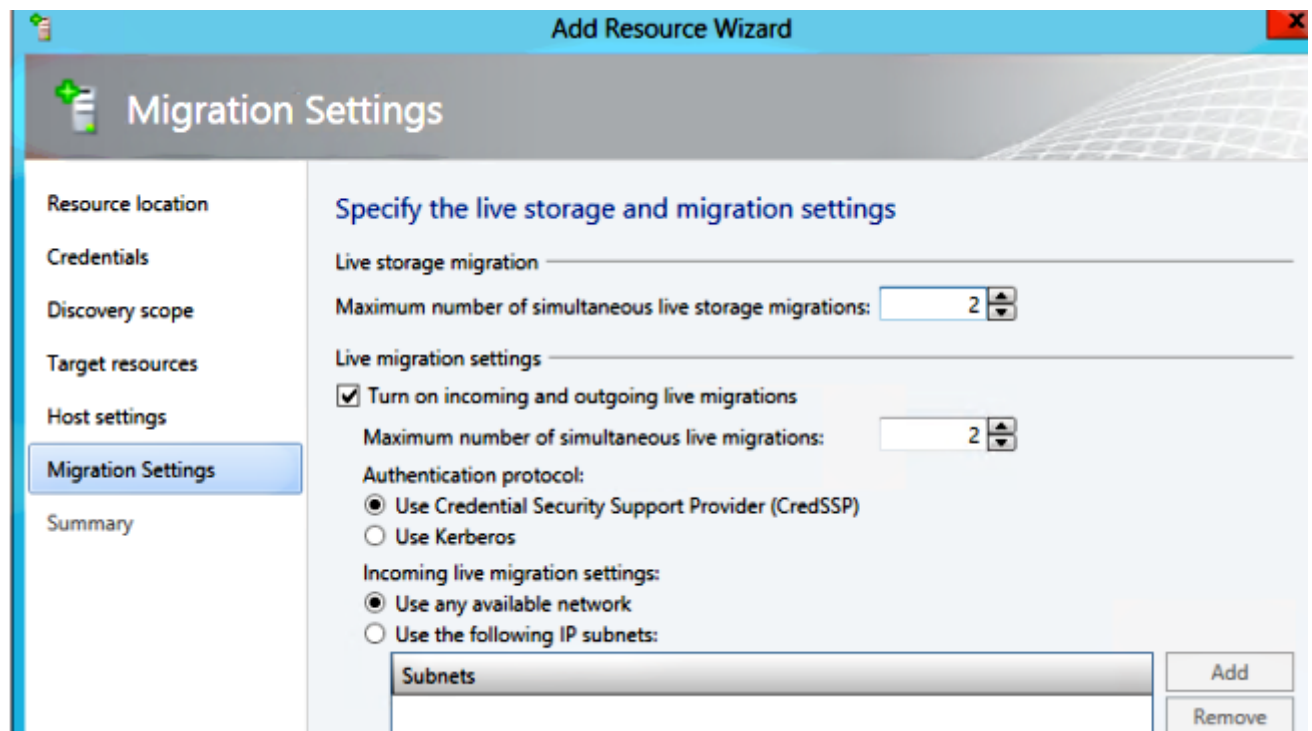 Add Resource Wizard
Migration Settings
Resource location
Credentials
Discovery scope
Target resources
Host settings
Migration Settings
Summary
Specify the live storage and migration settings
Live storage migration
Maximum number of simultaneous live storage migrations: 2
Live migration settings
Turn on incoming and outgoing live migrations
Maximum number of simultaneous live migrations: 2
Authentication protocol:
Use Credential Security Support Provider (CredSSP)
Use Kerberos
Incoming live migration settings:
Use any available network
Use the following IP subnets:
Subnets
Add
Remove